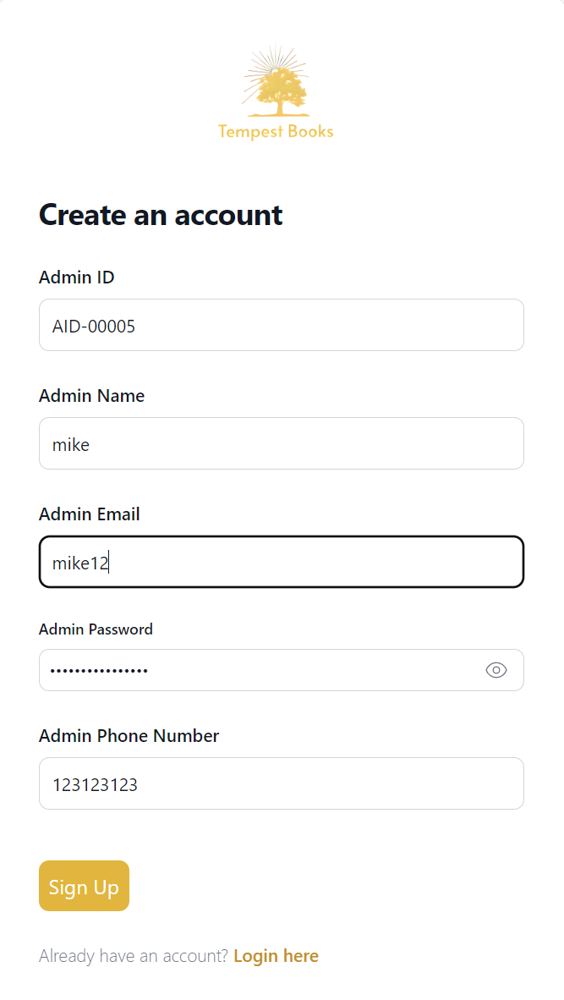 Tempest Books
Create an account
Admin ID
AID-00005
Admin Name
mike
Admin Email
mike12
Admin Password
••••••••••••••••
Admin Phone Number
123123123
Sign Up
Already have an account? Login here